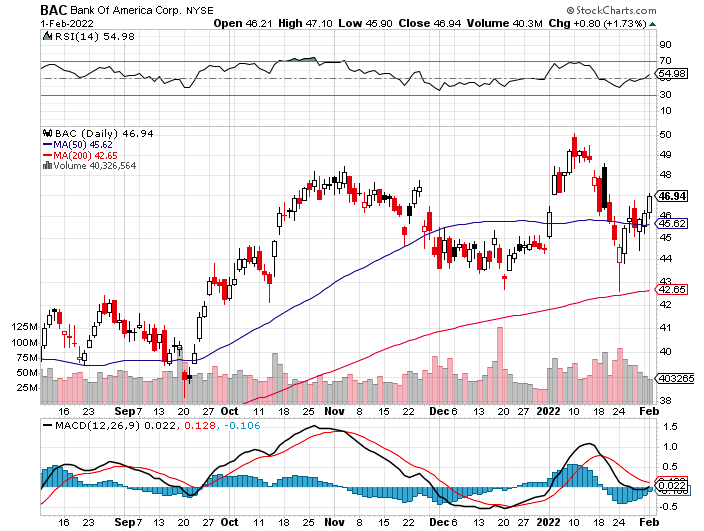 BAC Bank Of America Corp. NYSE © StockCharts.com
1-Feb-2022 Open 46.21 High 47.10 Low 45.90 Close 46.94 Volume 40.3M Chg +0.80 (+1.73%)
RSI(14) 54.98
90
70
54.98
50
30
10
BAC (Daily) 46.94
MA(50) 45.62
MA(200) 42.65
Volume 40,326,564
50
49
48
47
46.94
46
45.62
45
44
43
42.65
42
41
40
38
125M
100M
75M
50M
25M
403265
16 23 Sep 7 13 20 27 Oct 11 18 25 Nov 8 15 22 Dec 6 13 20 27 2022 10 18 24 Feb
MACD(12,26,9) 0.022, 0.128, -0.106
1.5
1.0
0.5
0.022
-0.5
16 23 Sep 7 13 20 27 Oct 11 18 25 Nov 8 15 22 Dec 6 13 20 27 2022 10 18 24 Feb